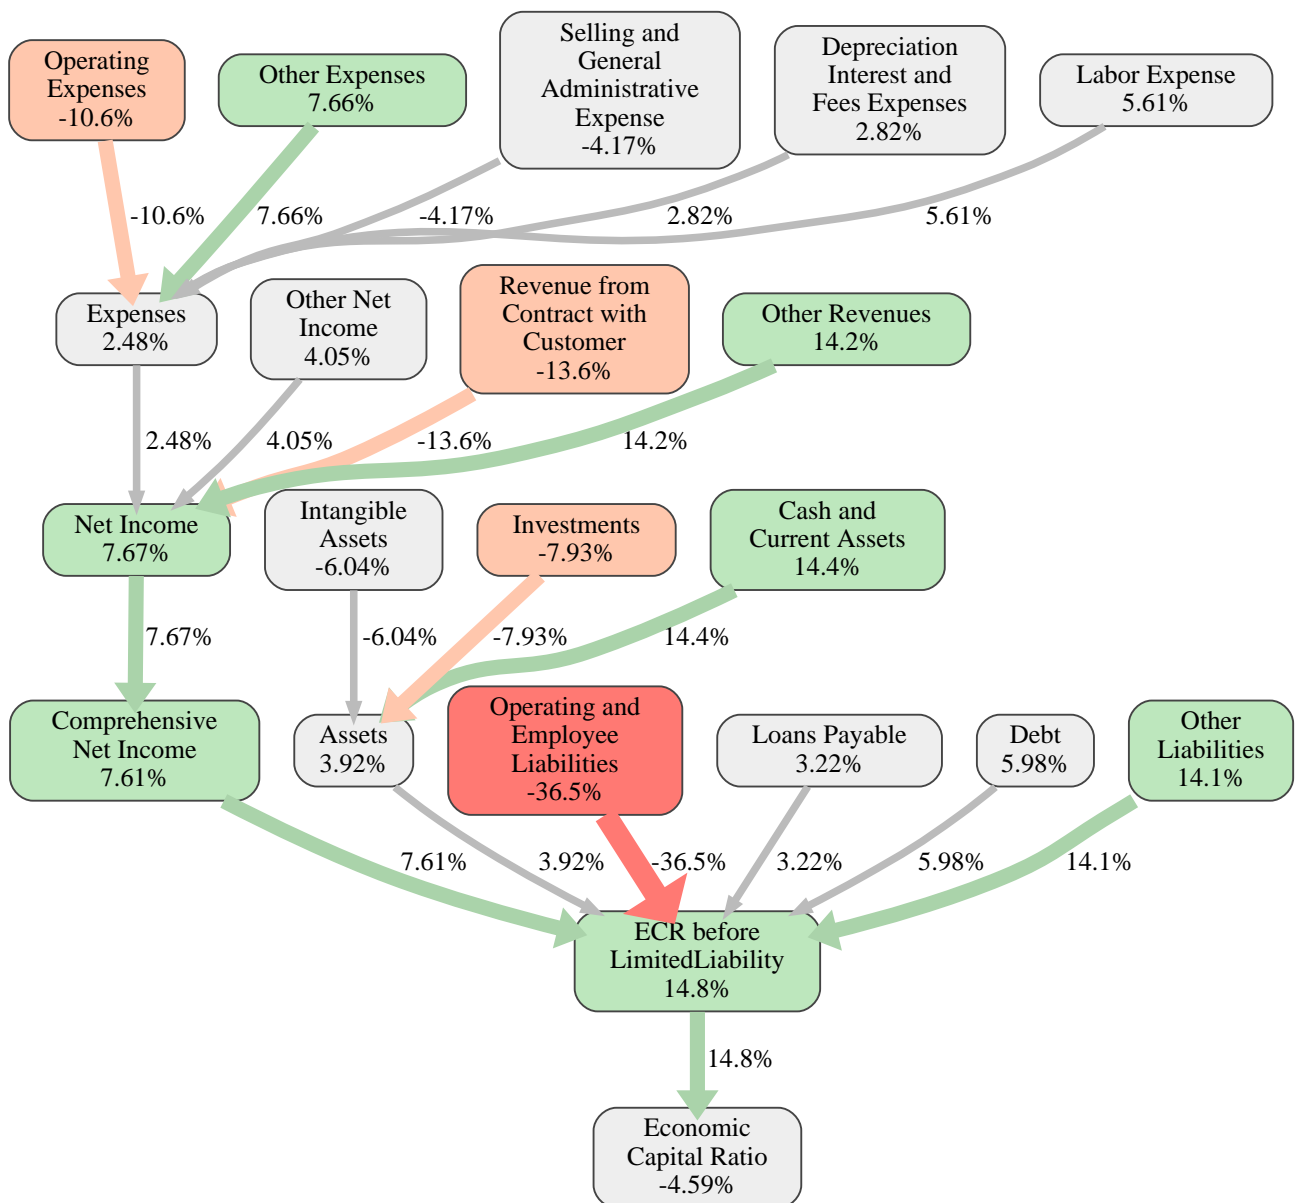 Operating
Expenses
-10.6%
Other Expenses
7.66%
Selling and
General
Administrative
Expense
-4.17%
Depreciation
Interest and
Fees Expenses
2.82%
Labor Expense
5.61%
-10.6%
7.66%
-4.17%
2.82%
5.61%
Expenses
2.48%
Other Net
Income
4.05%
Revenue from
Contract with
Customer
-13.6%
Other Revenues
14.2%
2.48%
4.05%
-13.6%
14.2%
Net Income
7.67%
Intangible
Assets
-6.04%
Investments
-7.93%
Cash and
Current Assets
14.4%
7.67%
-6.04%
-7.93%
14.4%
Comprehensive
Net Income
7.61%
Assets
3.92%
Operating and
Employee
Liabilities
-36.5%
Loans Payable
3.22%
Debt
5.98%
Other
Liabilities
14.1%
7.61%
3.92%
-36.5%
3.22%
5.98%
14.1%
ECR before
LimitedLiability
14.8%
14.8%
Economic
Capital Ratio
-4.59%